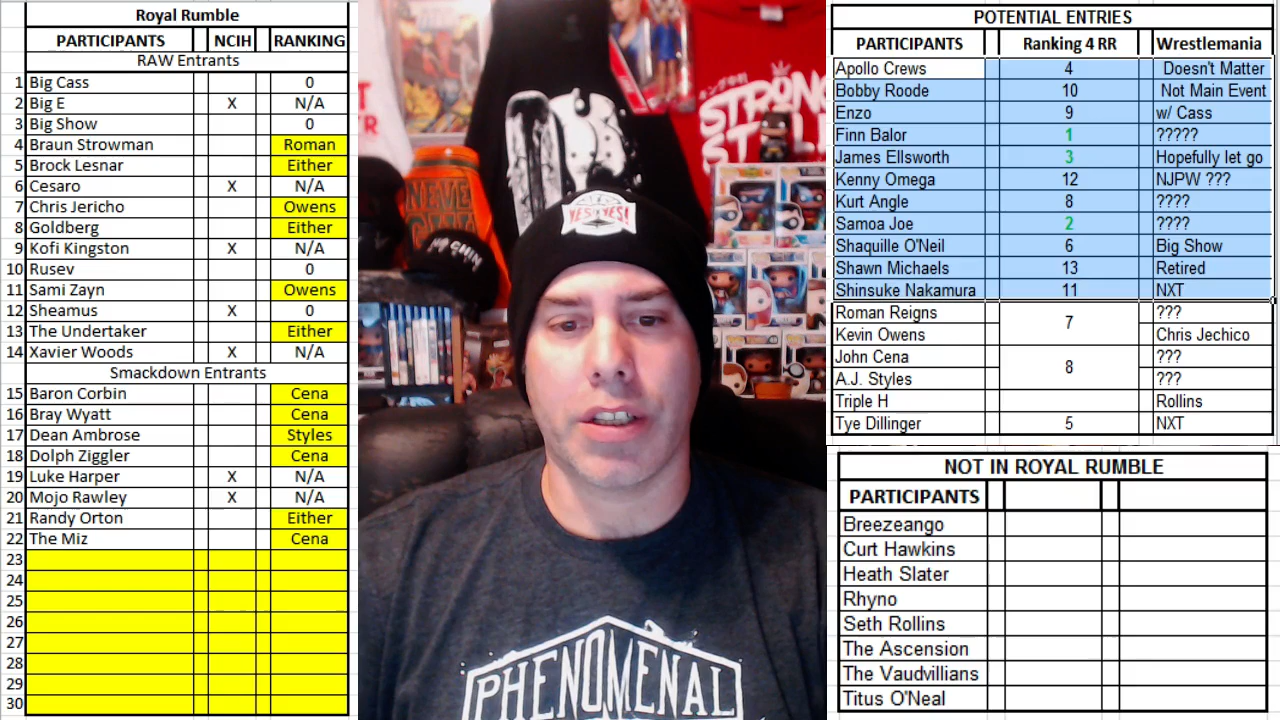 Royal Rumble
PARTICIPANTS NCIH RANKING
RAW Entrants
1 Big Cass 0
2 Big E X N/A
3 Big Show 0
4 Braun Strowman Roman
5 Brock Lesnar Either
6 Cesaro X N/A
7 Chris Jericho Owens
8 Goldberg Either
9 Kofi Kingston X N/A
10 Rusev 0
11 Sami Zayn Owens
12 Sheamus X 0
13 The Undertaker Either
14 Xavier Woods X N/A
Smackdown Entrants
15 Baron Corbin Cena
16 Bray Wyatt Cena
17 Dean Ambrose Styles
18 Dolph Ziggler Cena
19 Luke Harper X N/A
20 Mojo Rawley X N/A
21 Randy Orton Either
22 The Miz Cena
23
24
25
26
27
28
29
30
STRONG
STYLE
YES! YES!
PHENOMENAL
POTENTIAL ENTRIES
PARTICIPANTS Ranking 4 RR Wrestlemania
Apollo Crews 4 Doesn't Matter
Bobby Roode 10 Not Main Event
Enzo 9 w/ Cass
Finn Balor 1 ?????
James Ellsworth 3 Hopefully let go
Kenny Omega 12 NJPW ???
Kurt Angle 8 ????
Samoa Joe 2 ????
Shaquille O'Neil 6 Big Show
Shawn Michaels 13 Retired
Shinsuke Nakamura 11 NXT
Roman Reigns 7 ???
Kevin Owens Chris Jechico
John Cena 8 ???
A.J. Styles ???
Triple H Rollins
Tye Dillinger 5 NXT
NOT IN ROYAL RUMBLE
PARTICIPANTS
Breezeango
Curt Hawkins
Heath Slater
Rhyno
Seth Rollins
The Ascension
The Vaudvillians
Titus O'Neal